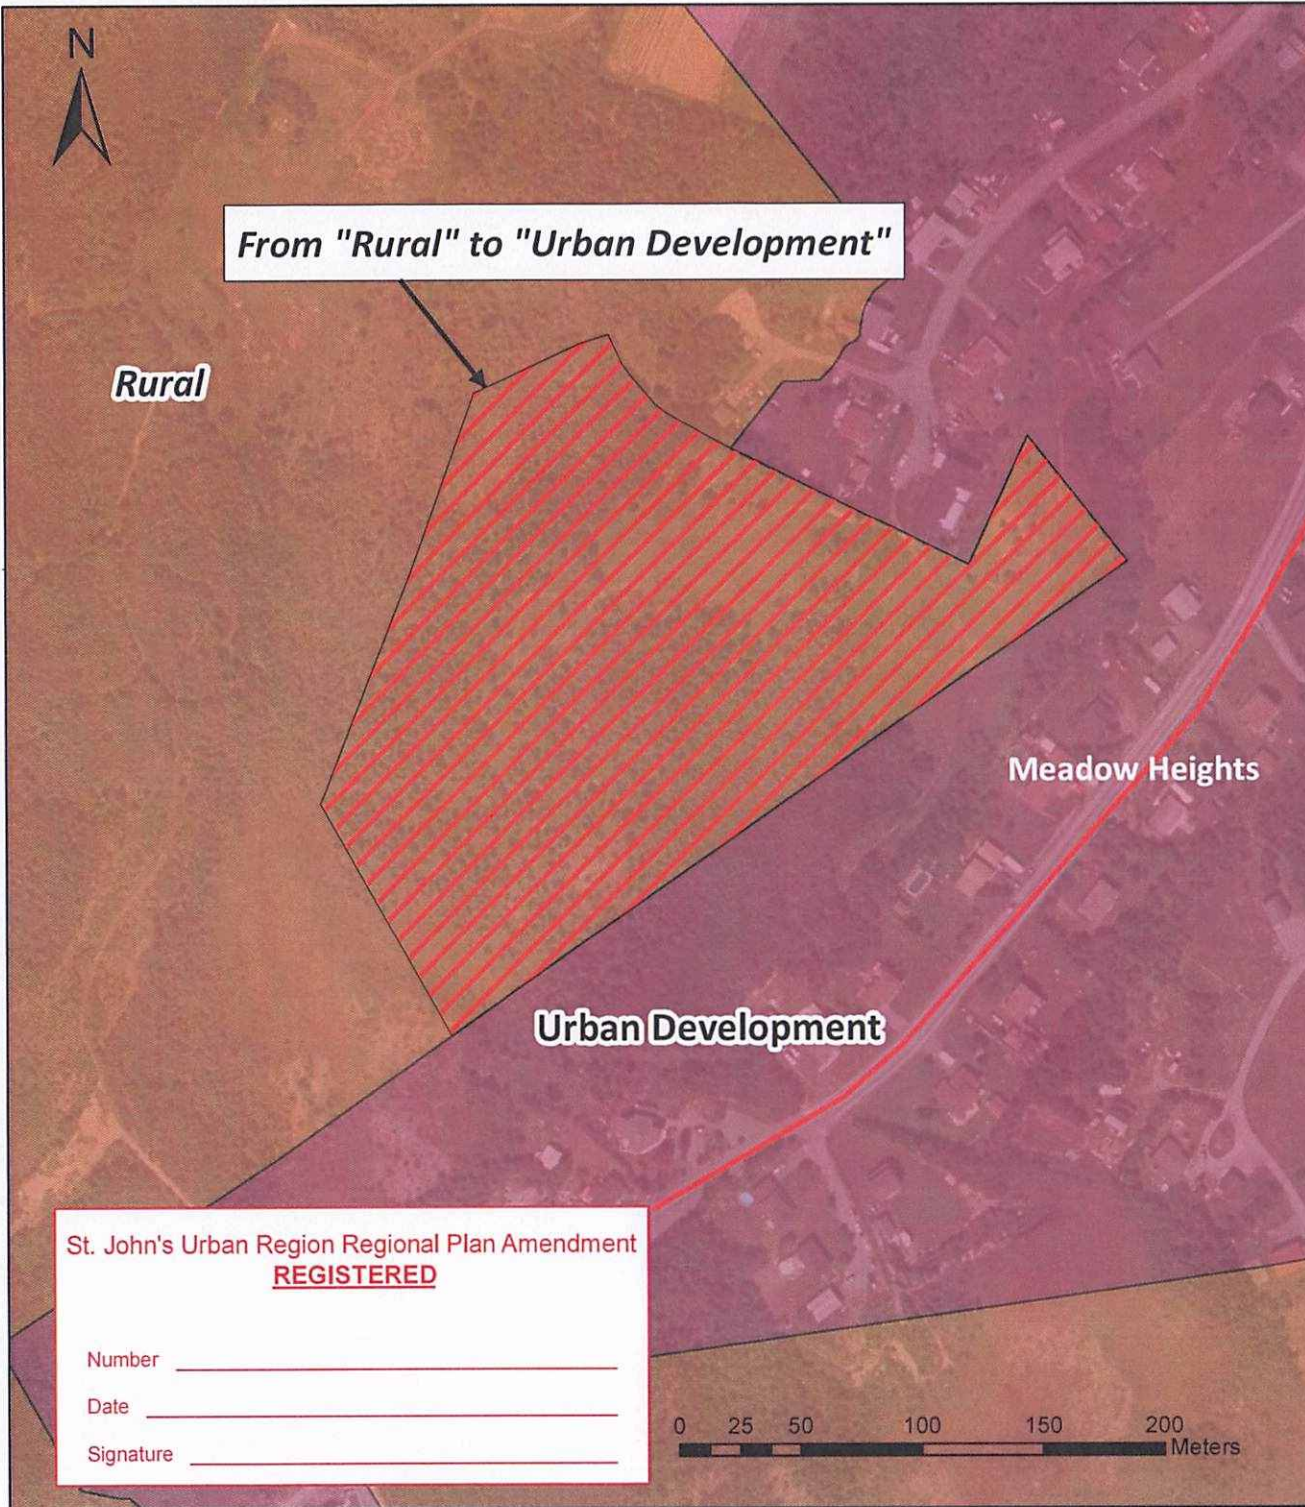 N
From "Rural" to "Urban Development"
Rural
Meadow Heights
Urban Development
St. John's Urban Region Regional Plan Amendment
REGISTERED
Number
Date
Signature
0 25 50 100 150 200
Meters